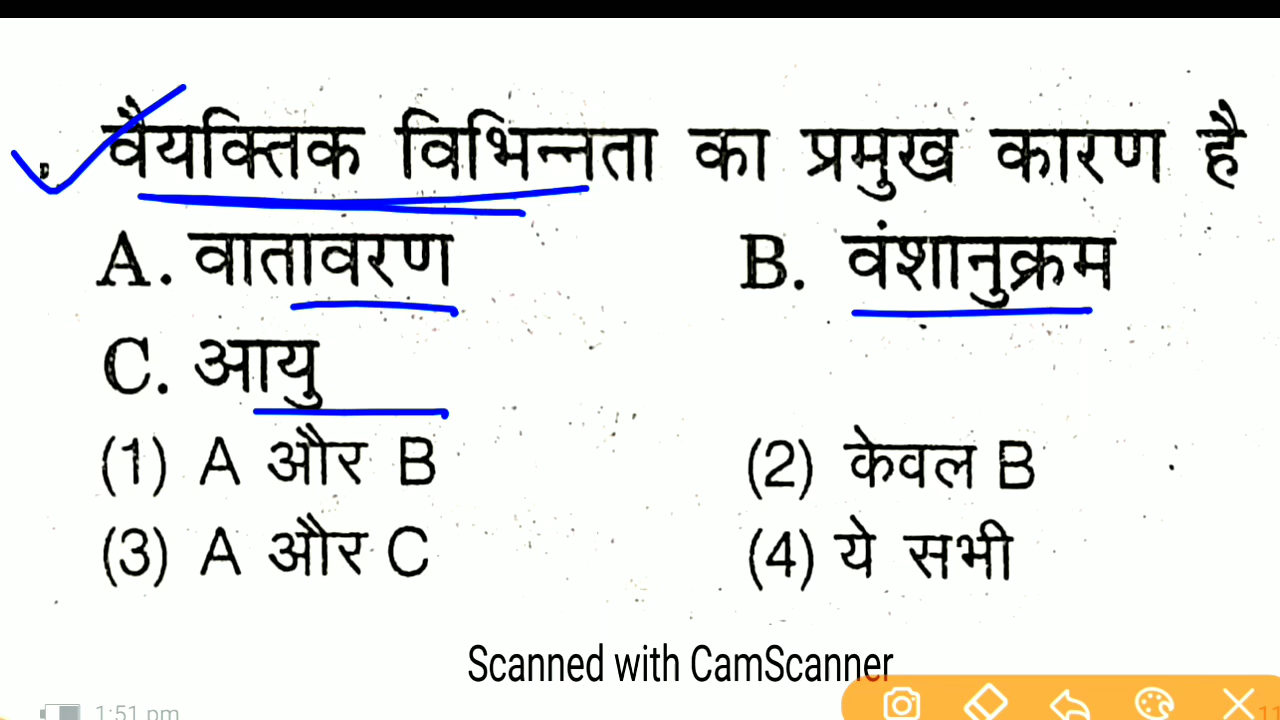 वैयक्तिक विभिन्नता का प्रमुख कारण है
A. वातावरण B. वंशानुक्रम
C. आयु
(1) A और B (2) केवल B
(3) A और C (4) ये सभी
Scanned with CamScanner
1:51 pm
11